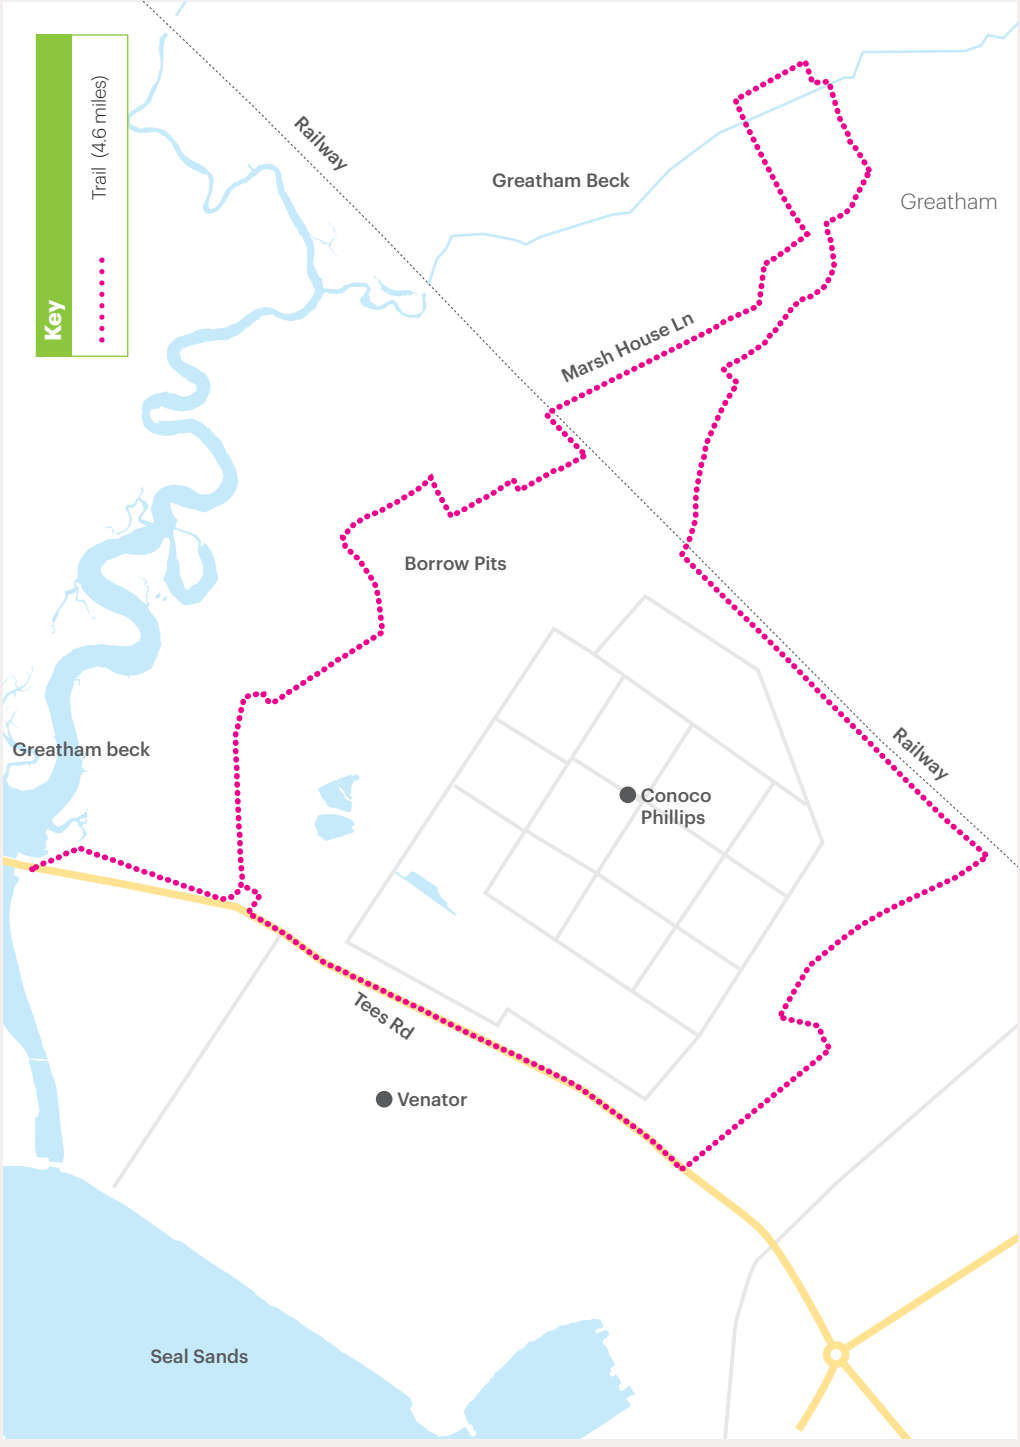 Key
Trail (4.6 miles)
Railway
Greatham Beck
Greatham
Marsh House Ln
Borrow Pits
Railway
Greatham beck
Conoco
Phillips
Tees Rd
Venator
Seal Sands